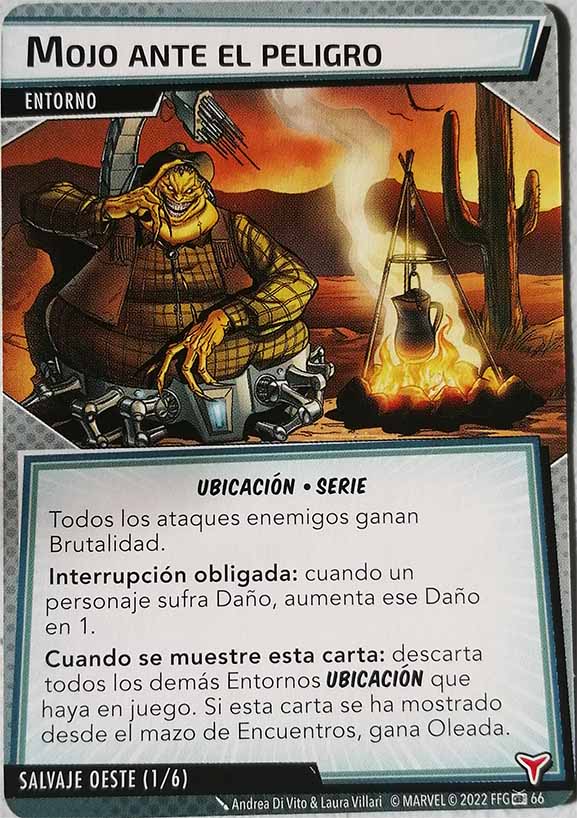 Mojo ante el peligro
ENTORNO
UBICACIÓN • SERIE
Todos los ataques enemigos ganan
Brutalidad.
Interrupción obligada: cuando un
personaje sufra Daño, aumenta ese Daño
en 1.
Cuando se muestre esta carta: descarta
todos los demás Entornos UBICACIÓN que
haya en juego. Si esta carta se ha mostrado
desde el mazo de Encuentros, gana Oleada.
SALVAJE OESTE (1/6)
Andrea Di Vito & Laura Villari © MARVEL © 2022 FFG 66